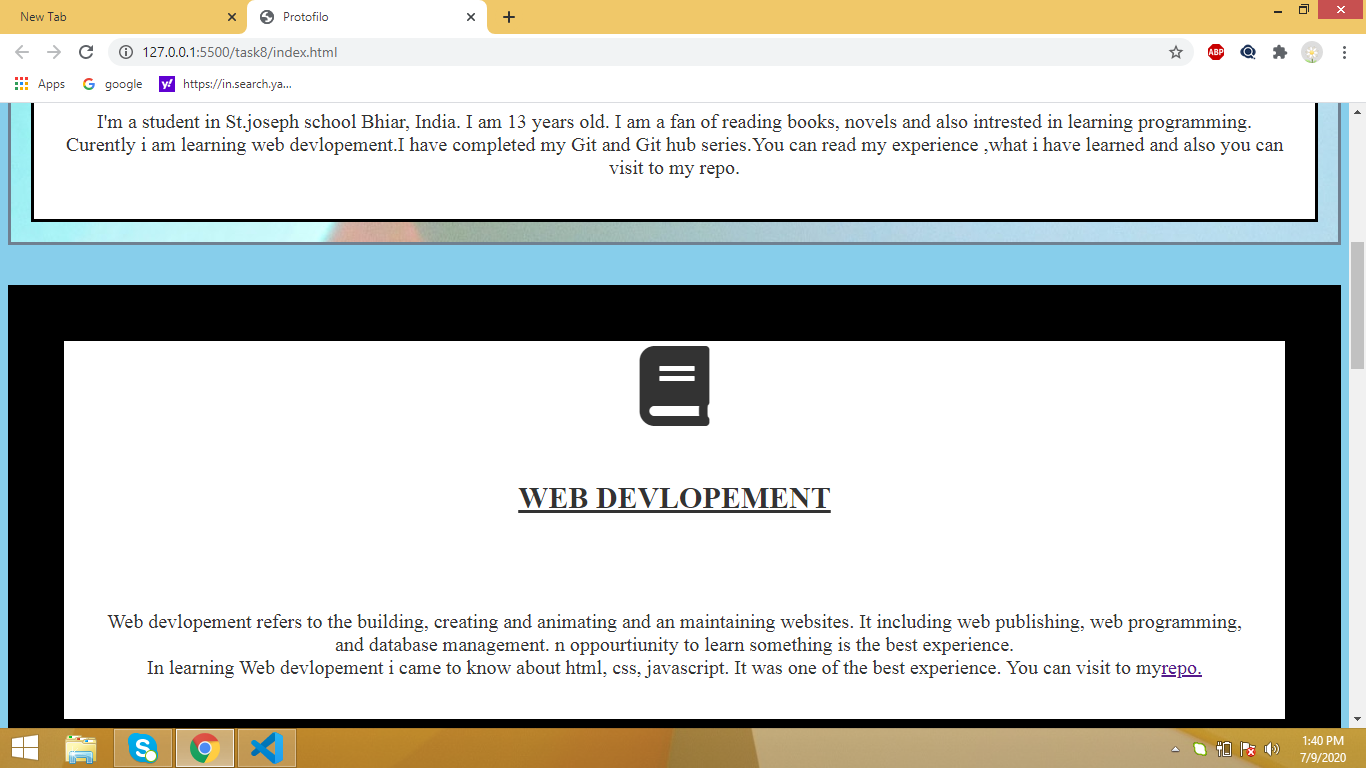 New Tab
Protofilo
127.0.0.1:5500/task8/index.html
ABP
Apps
google
y!
https://in.search.ya...
I'm a student in St.joseph school Bhiar, India. I am 13 years old. I am a fan of reading books, novels and also intrested in learning programming.
Curently i am learning web devlopement.I have completed my Git and Git hub series.You can read my experience ,what i have learned and also you can
visit to my repo.
WEB DEVLOPEMENT
Web devlopement refers to the building, creating and animating and an maintaining websites. It including web publishing, web programming,
and database management. n oppourtiunity to learn something is the best experience.
In learning Web devlopement i came to know about html, css, javascript. It was one of the best experience. You can visit to myrepo.
1:40 PM
7/9/2020